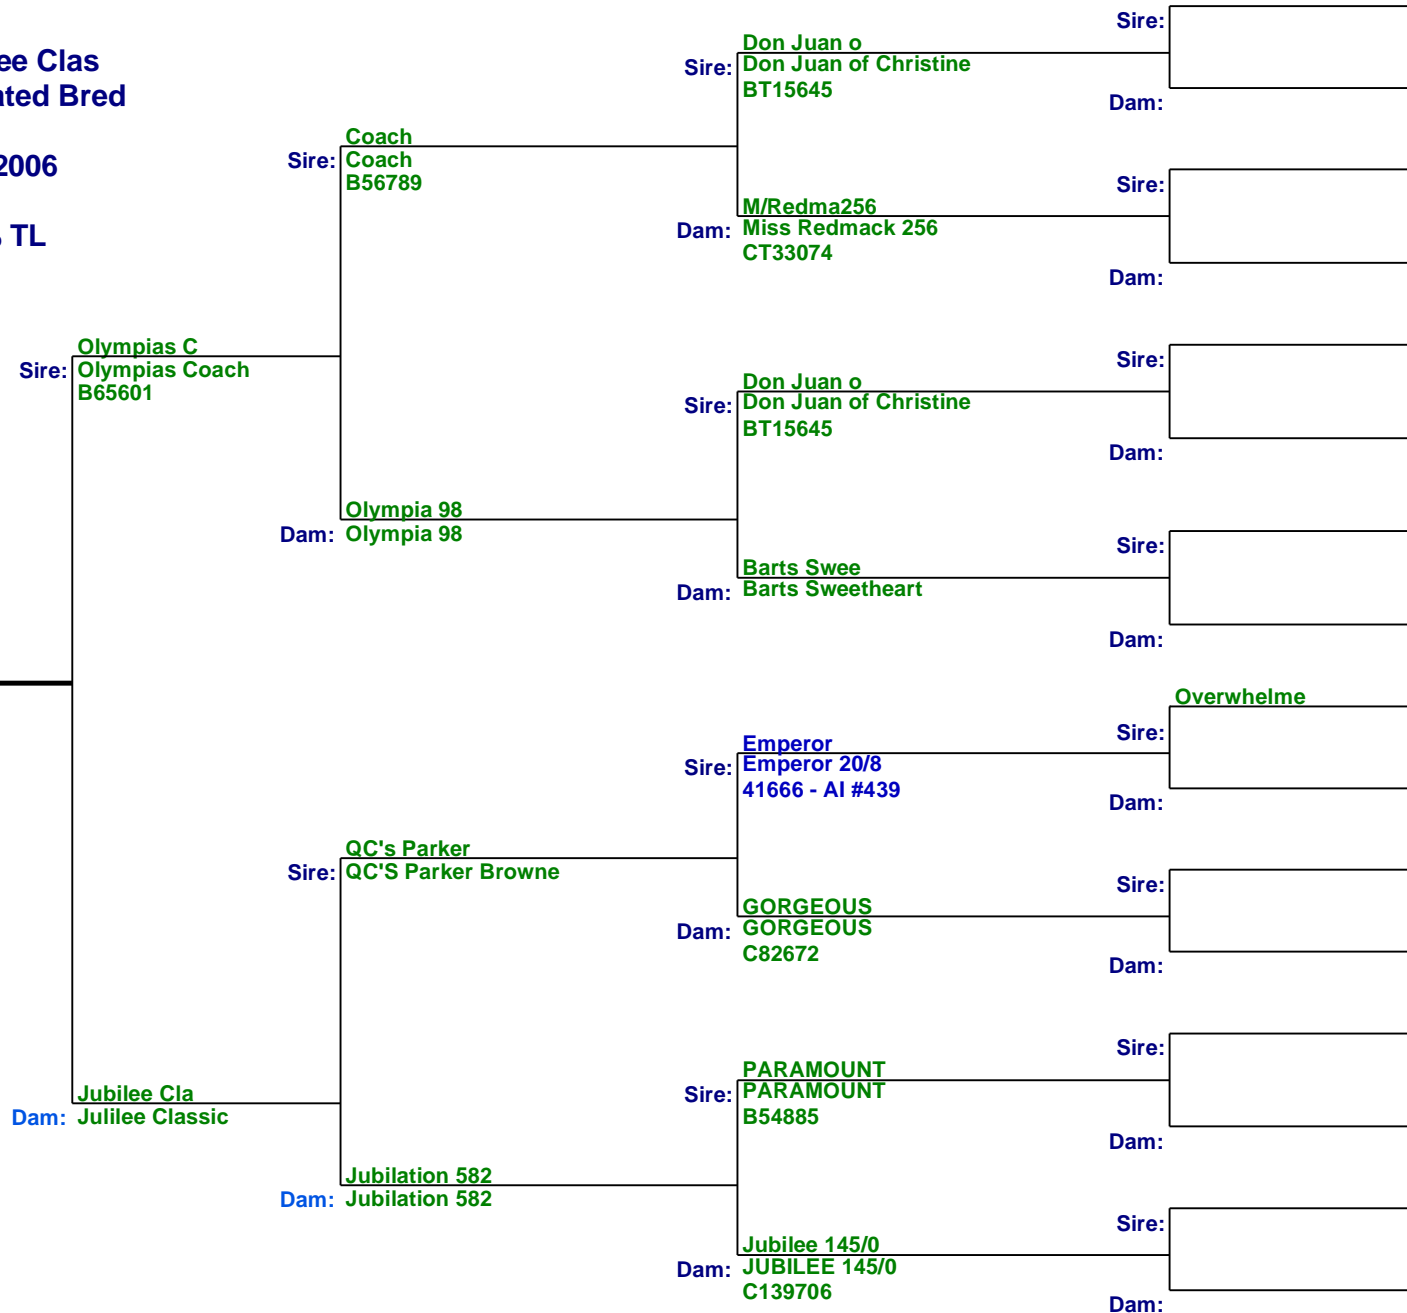 ee Clas
ated Bred
2006
TL
Sire:
Olympias C
Olympias Coach
B65601
Dam:
Jubilee Cla
Julilee Classic
Sire:
Coach
Coach
B56789
Dam:
Olympia 98
Olympia 98
Sire:
QC's Parker
QC'S Parker Browne
Dam:
Jubilation 582
Jubilation 582
Sire:
Don Juan o
Don Juan of Christine
BT15645
Dam:
M/Redma256
Miss Redmack 256
CT33074
Sire:
Don Juan o
Don Juan of Christine
BT15645
Dam:
Barts Swee
Barts Sweetheart
Sire:
Emperor
Emperor 20/8
41666 - AI #439
Dam:
GORGEOUS
GORGEOUS
C82672
Sire:
PARAMOUNT
PARAMOUNT
B54885
Dam:
Jubilee 145/0
JUBILEE 145/0
C139706
Sire:
Dam:
Sire:
Dam:
Sire:
Dam:
Sire:
Dam:
Overwhelme
Sire:
Dam:
Sire:
Dam:
Sire:
Dam:
Sire:
Dam: